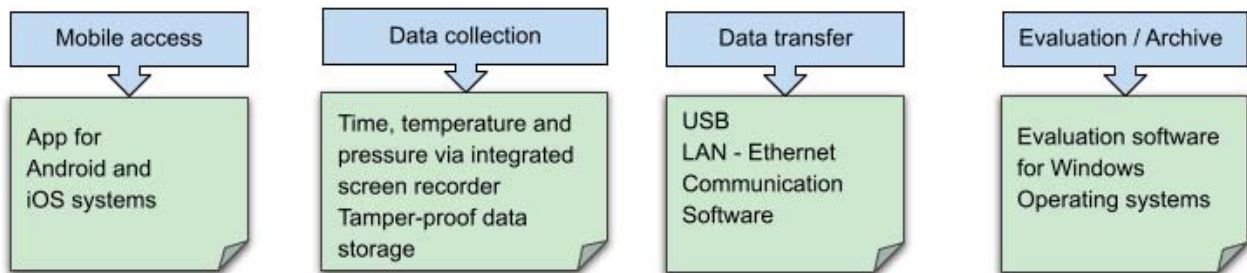 Mobile access
App for
Android and
iOS systems
Data collection
Time, temperature and
pressure via integrated
screen recorder
Tamper-proof data
storage
Data transfer
USB
LAN - Ethernet
Communication
Software
Evaluation / Archive
Evaluation software
for Windows
Operating systems